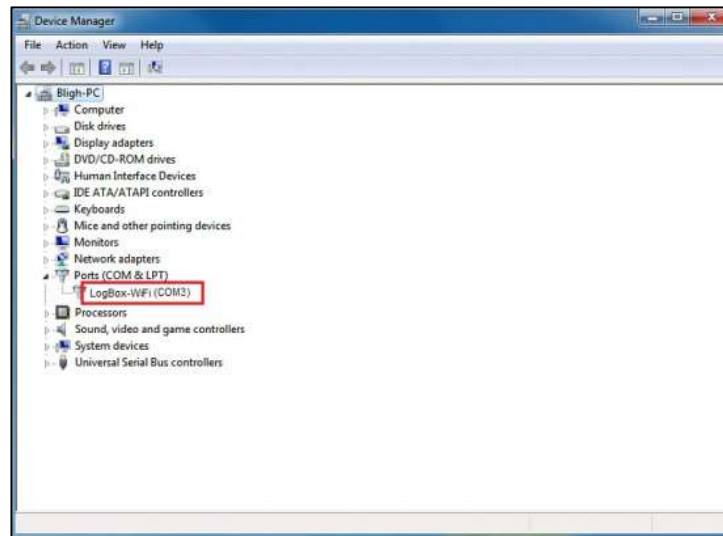 Device Manager
File Action View Help
Bligh-PC
Computer
Disk drives
Display adapters
DVD/CD-ROM drives
Human Interface Devices
IDE ATA/ATAPI controllers
Keyboards
Mice and other pointing devices
Monitors
Network adapters
Ports (COM & LPT)
LogBox-WiFi (COM3)
Processors
Sound, video and game controllers
System devices
Universal Serial Bus controllers